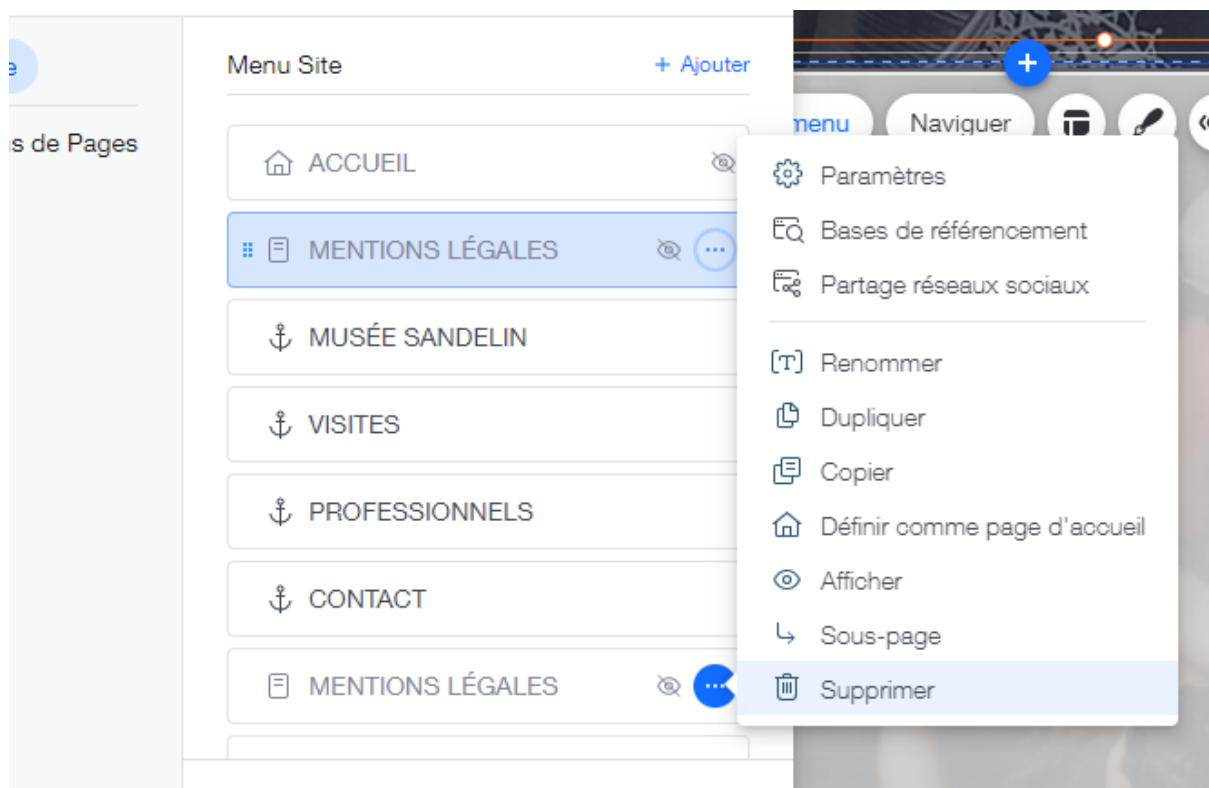 Menu Site
+ Ajouter
s de Pages
ACCUEIL
MENTIONS LÉGALES
MUSÉE SANDELIN
VISITES
PROFESSIONNELS
CONTACT
MENTIONS LÉGALES
menu
Naviguer
Paramètres
Bases de référencement
Partage réseaux sociaux
Renommer
Dupliquer
Copier
Définir comme page d'accueil
Afficher
Sous-page
Supprimer